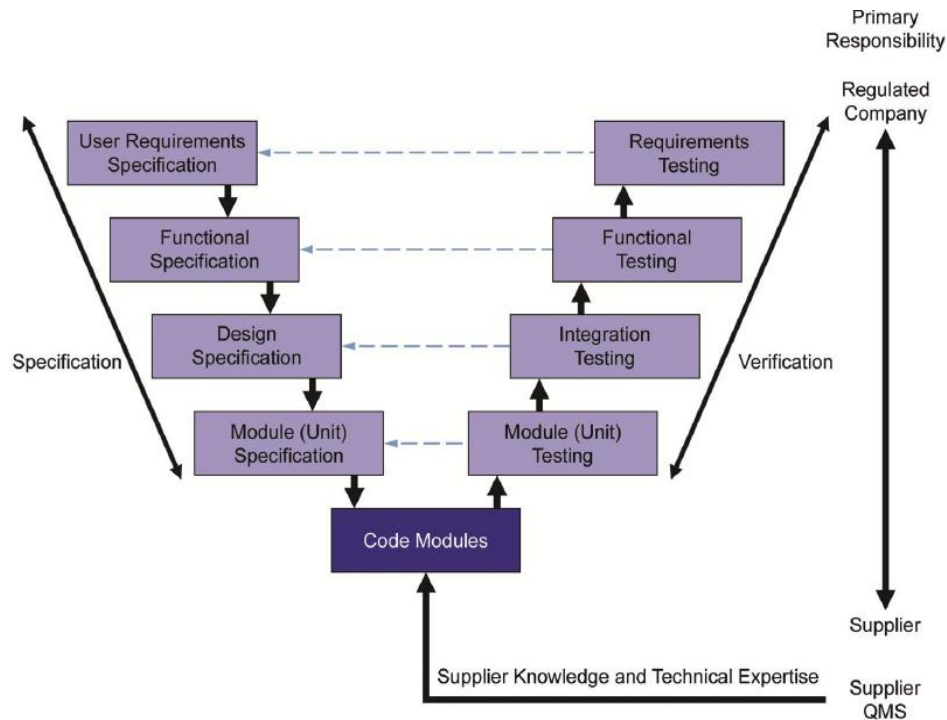 Primary
Responsibility
Regulated
Company
User Requirements
Specification
Requirements
Testing
Functional
Specification
Functional
Testing
Design
Specification
Integration
Testing
Specification
Verification
Module (Unit)
Specification
Module (Unit)
Testing
Code Modules
Supplier
Supplier Knowledge and Technical Expertise
Supplier
QMS